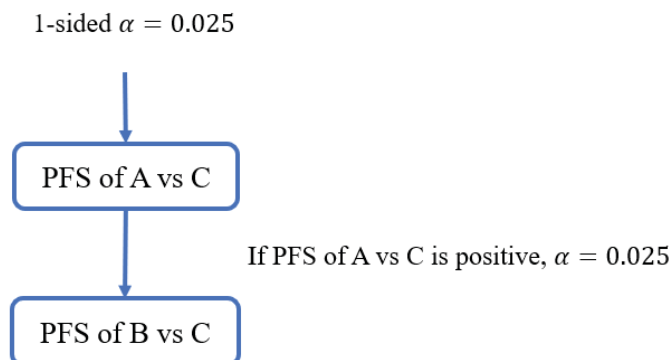 1-sided α = 0.025
PFS of A vs C
If PFS of A vs C is positive, α = 0.025
PFS of B vs C